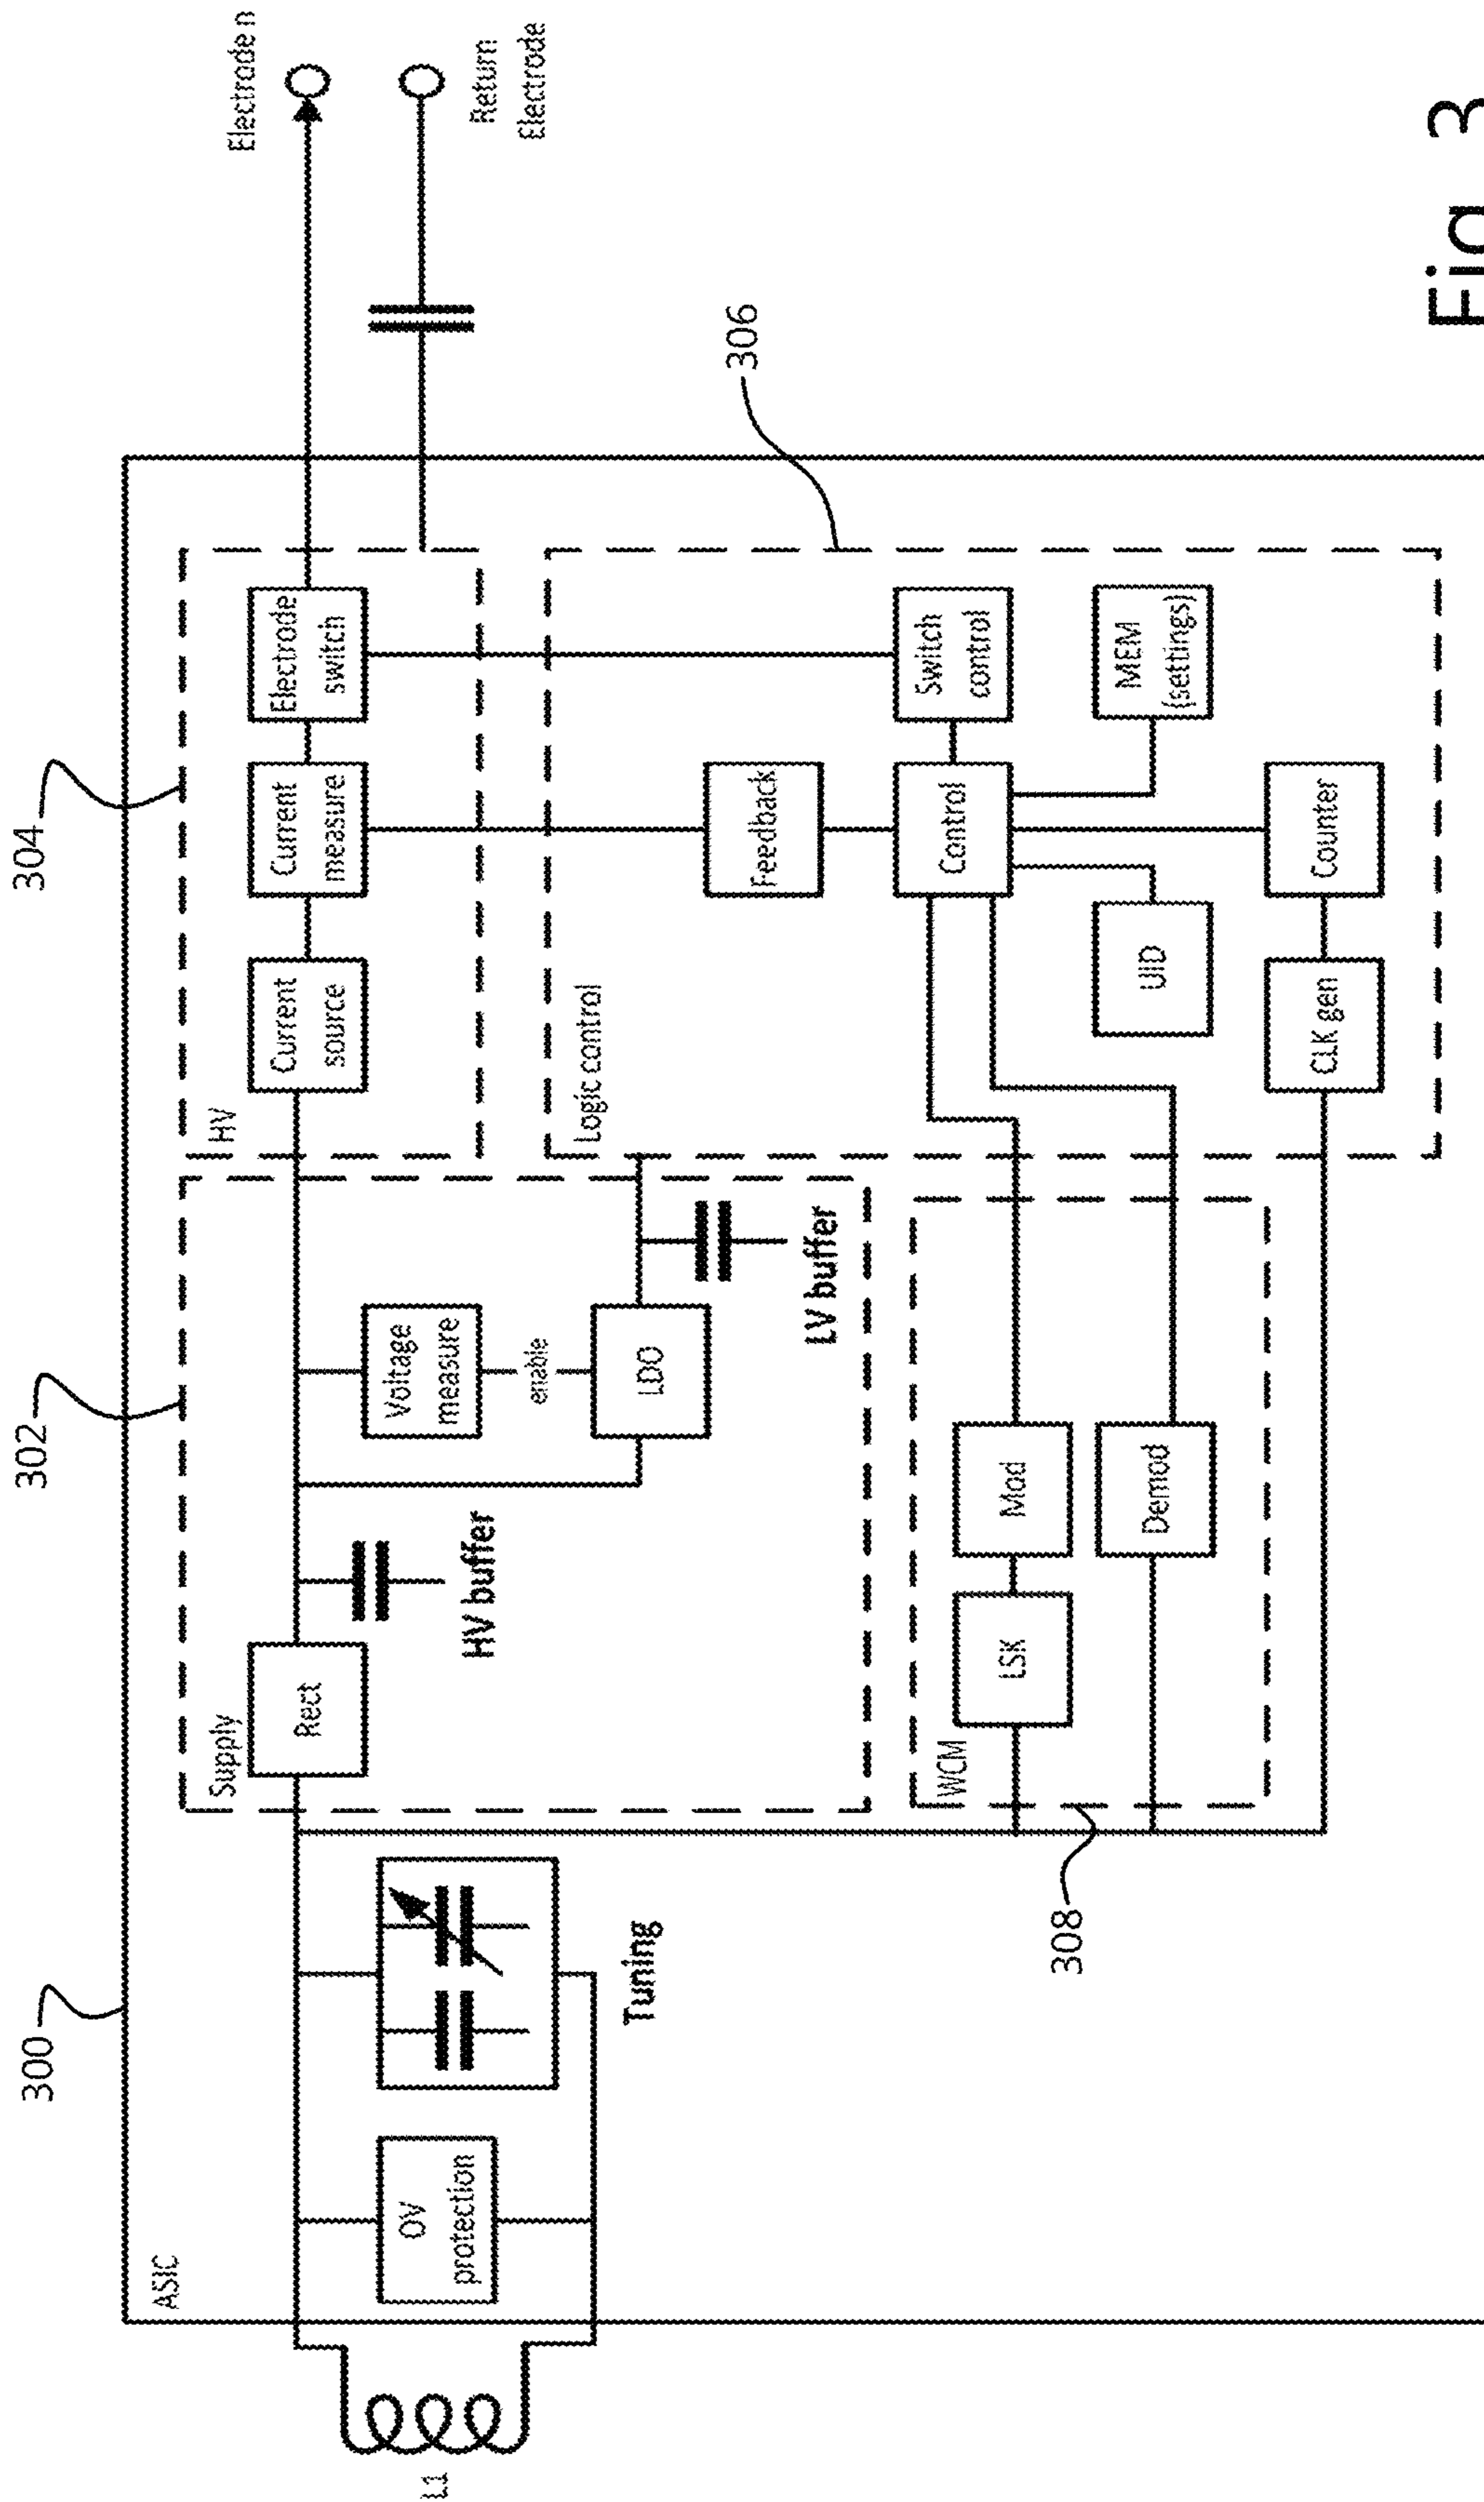 300
302
304
ASIC
L1
OV
protection
Tuning
Supply
Rect
HV buffer
Voltage
measure
enable
LDO
LV buffer
HV
Current
source
Current
measure
Electrode
switch
Electrode n
Return
Electrode
306
Logic control
Feedback
Control
Switch
control
UID
MEM
(settings)
CLK gen
Counter
WCM
LSK
Mod
Demod
308
Fig. 3